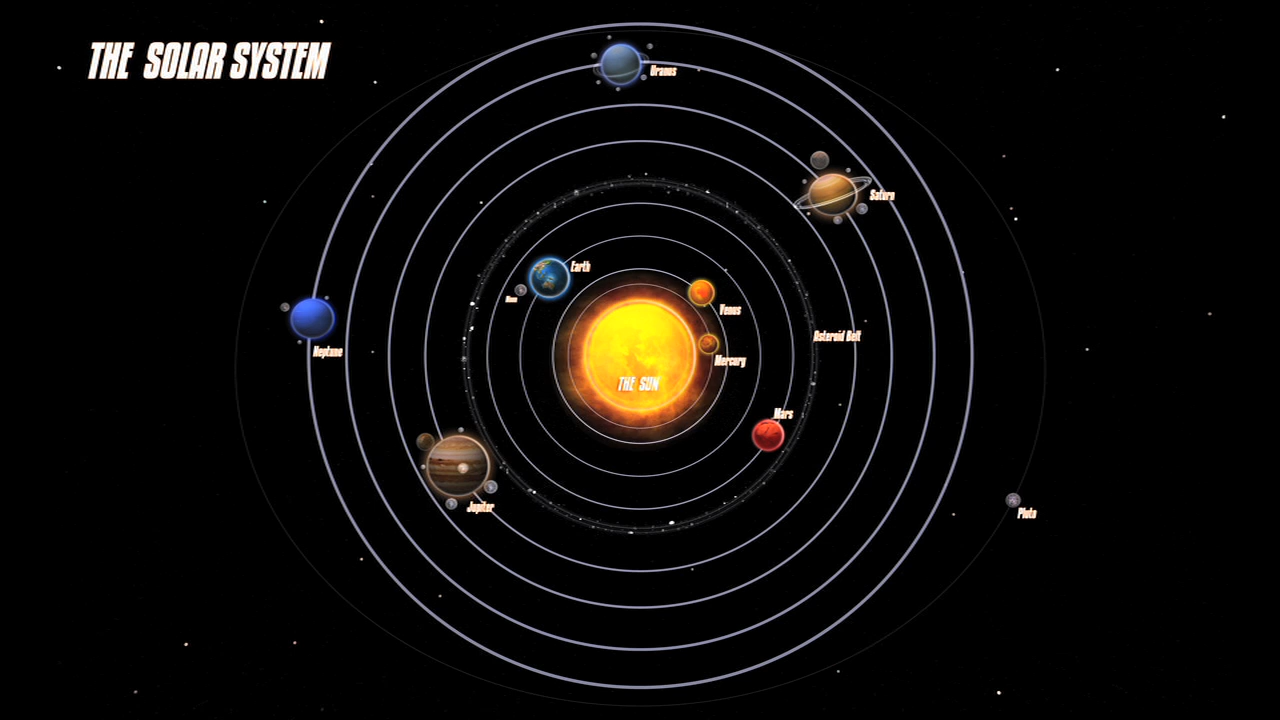 THE SOLAR SYSTEM
Uranus
Saturn
Earth
Moon
Venus
Asteroid Belt
Neptune
Mercury
THE SUN
Mars
Jupiter
Pluto